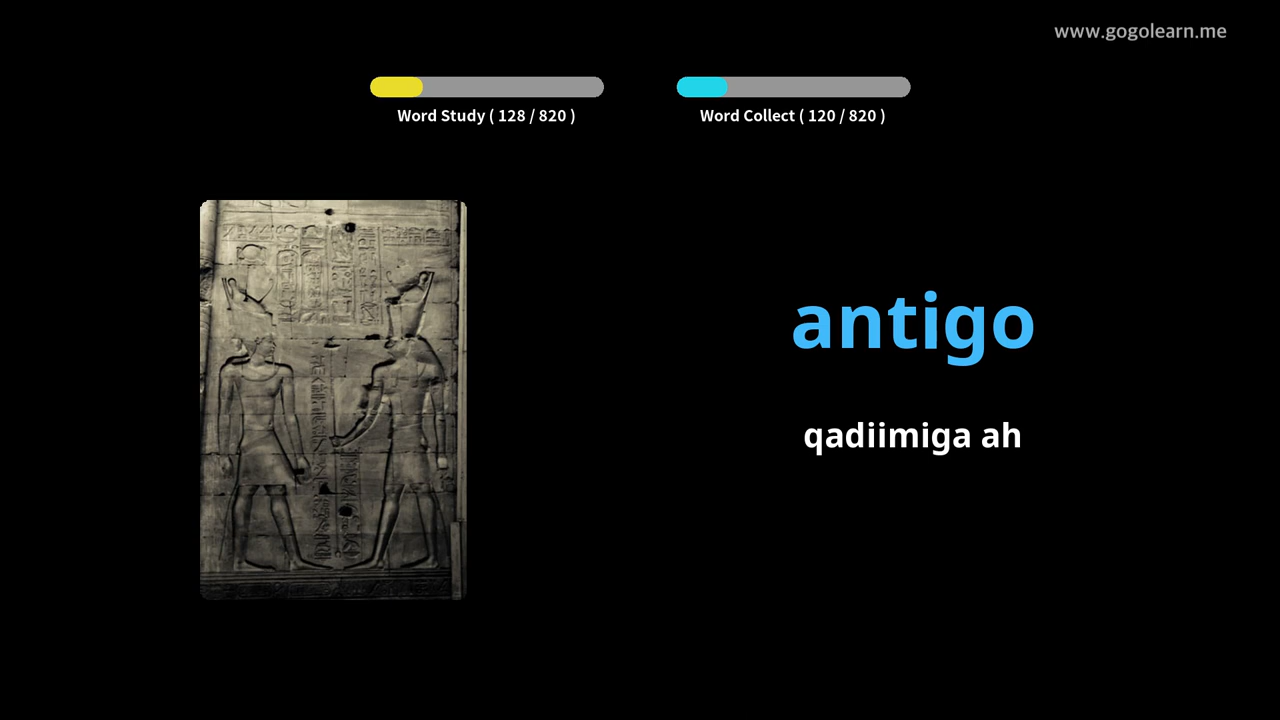 www.gogolearn.me
Word Study ( 128 / 820 )
Word Collect ( 120 / 820 )
antigo
qadiimiga ah